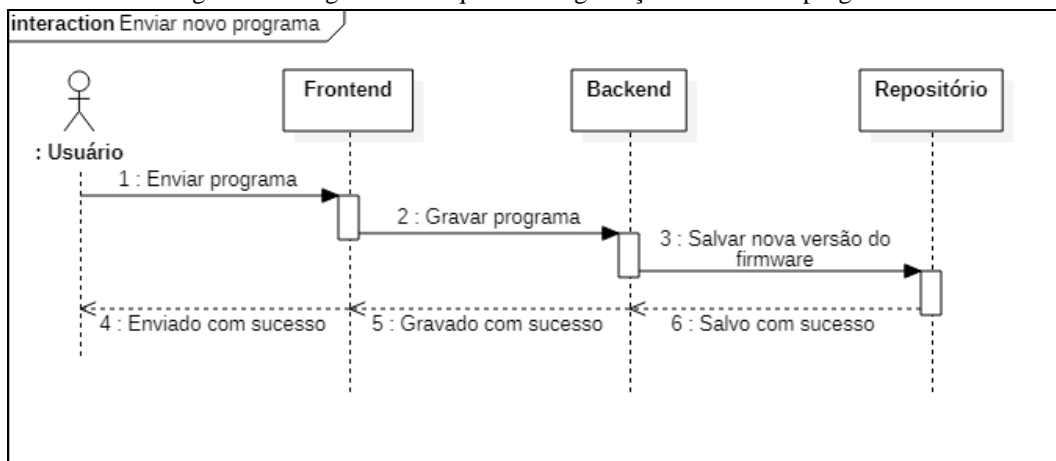 interaction Enviar novo programa
Frontend
Backend
Repositório
: Usuário
1 : Enviar programa
2 : Gravar programa
3 : Salvar nova versão do
firmware
4 : Enviado com sucesso
5 : Gravado com sucesso
6 : Salvo com sucesso